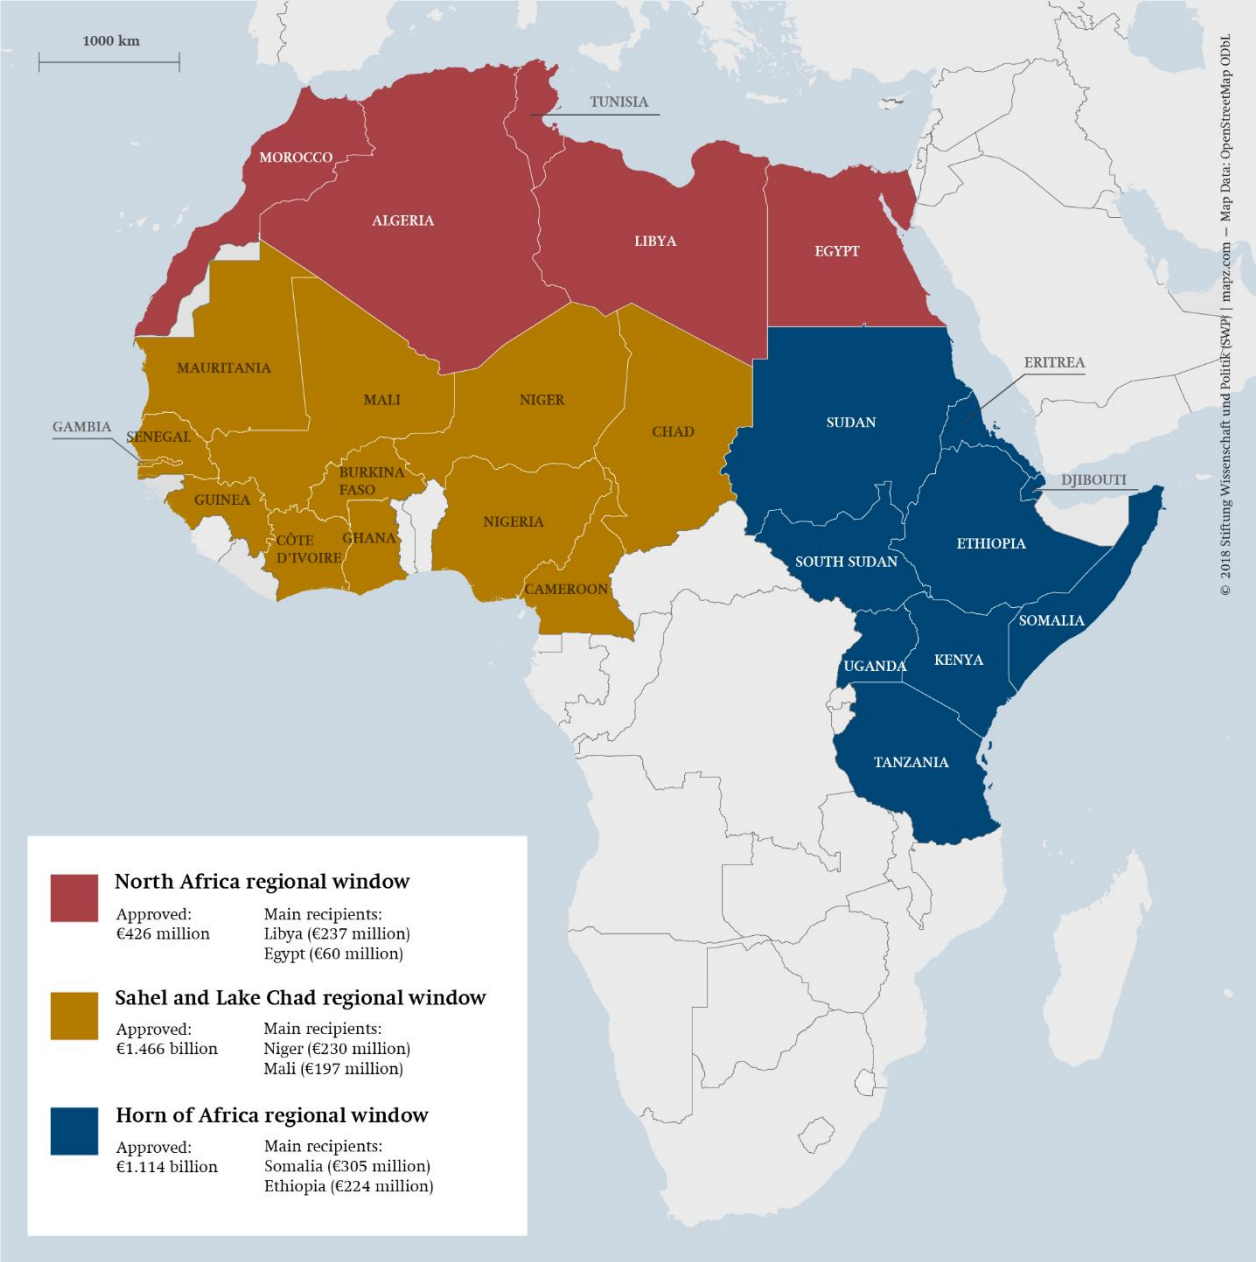 1000 km
TUNISIA
MOROCCO
ALGERIA
LIBYA
EGYPT
ERITREA
MAURITANIA
MALI
NIGER
CHAD
SUDAN
GAMBIA
SENEGAL
BURKINA
FASO
DJIBOUTI
GUINEA
NIGERIA
CÔTE
D'IVOIRE
GHANA
ETHIOPIA
SOUTH SUDAN
CAMEROON
SOMALIA
UGANDA
KENYA
TANZANIA
North Africa regional window
Approved:
€426 million
Main recipients:
Libya (€237 million)
Egypt (€60 million)
Sahel and Lake Chad regional window
Approved:
€1.466 billion
Main recipients:
Niger (€230 million)
Mali (€197 million)
Horn of Africa regional window
Approved:
€1.114 billion
Main recipients:
Somalia (€305 million)
Ethiopia (€224 million)
© 2018 Stiftung Wissenschaft und Politik (SWP) | mapz.com — Map Data: OpenStreetMap ODbL